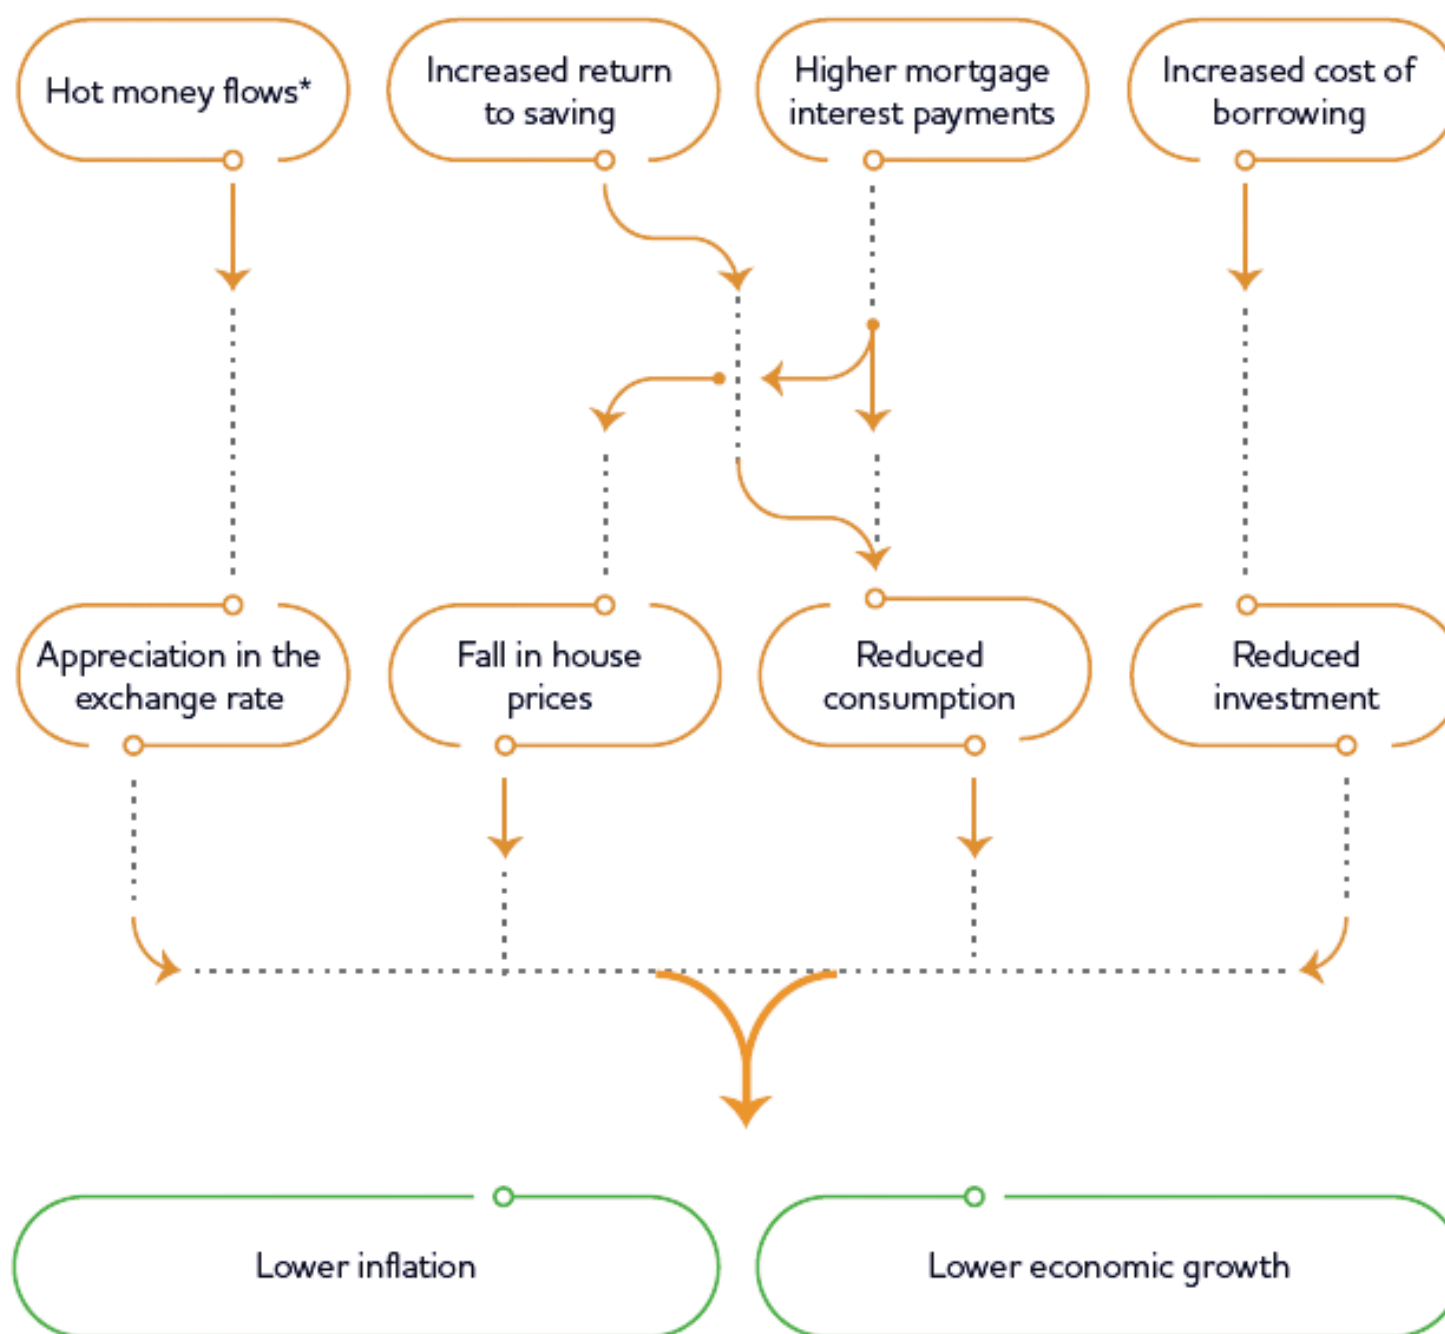 Hot money flows*
Increased return
to saving
Higher mortgage
interest payments
Increased cost of
borrowing
Appreciation in the
exchange rate
Fall in house
prices
Reduced
consumption
Reduced
investment
Lower inflation
Lower economic growth